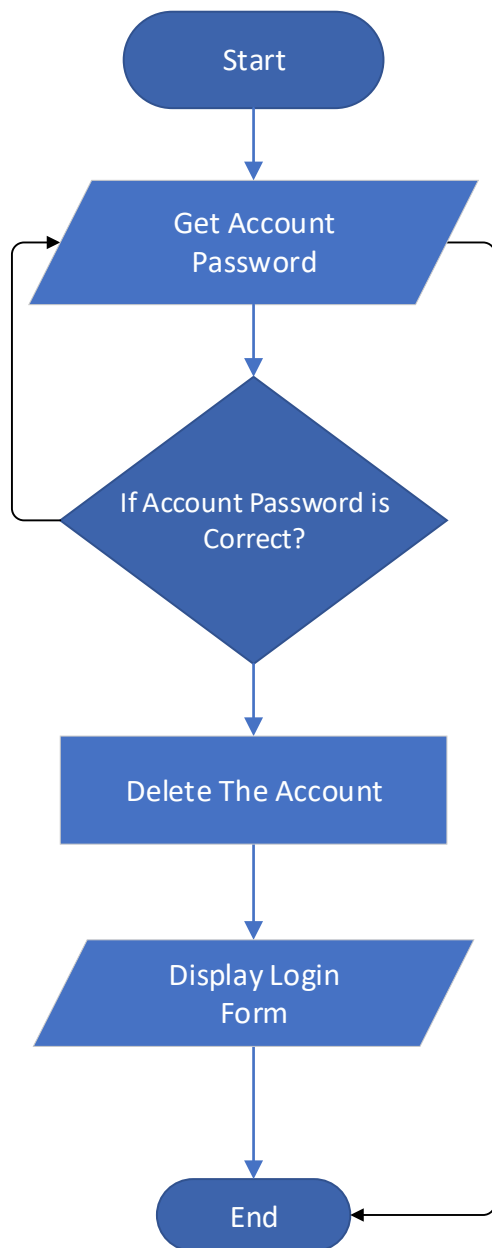 Start
Get Account
Password
If Account Password is
Correct?
Delete The Account
Display Login
Form
End